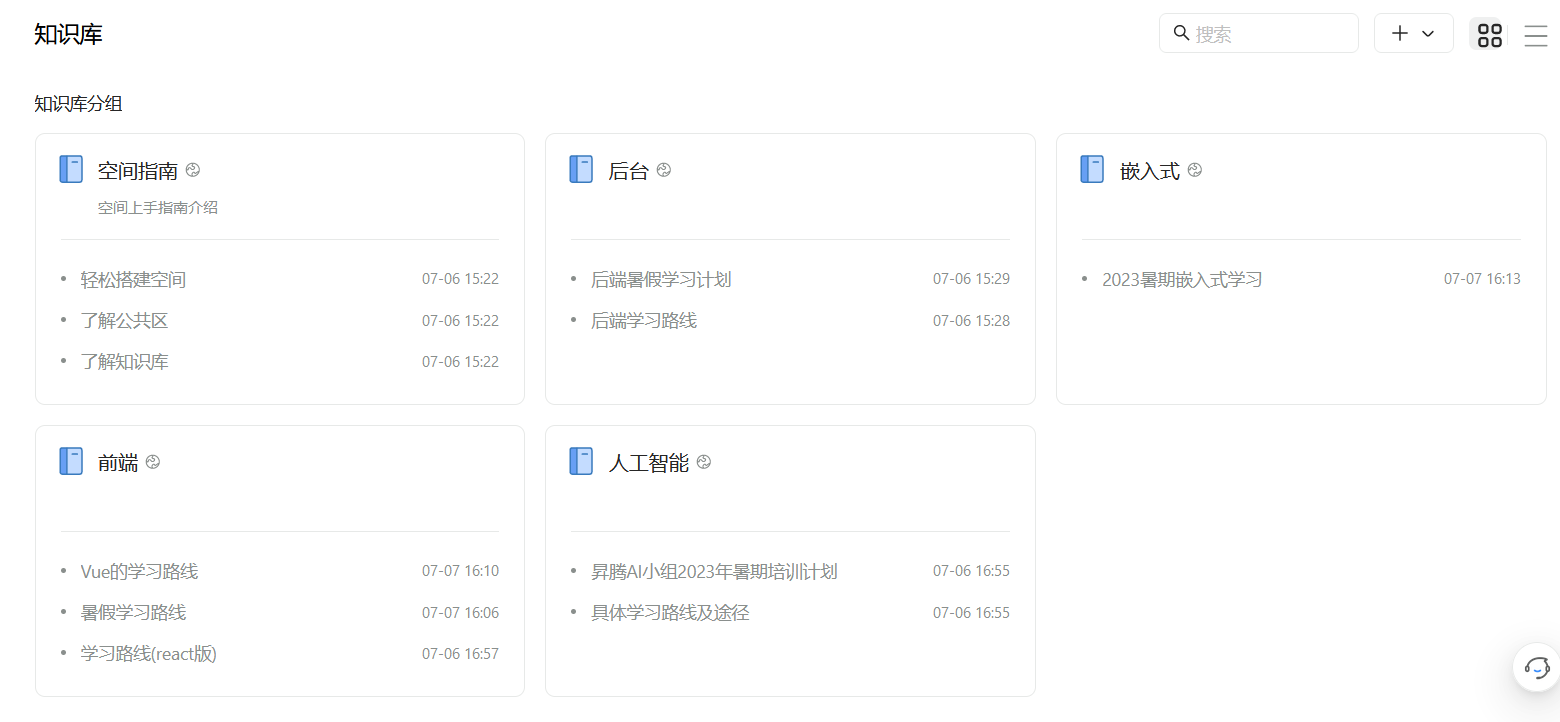 知识库
搜索
知识库分组
空间指南
空间上手指南介绍
轻松搭建空间 07-06 15:22
了解公共区 07-06 15:22
了解知识库 07-06 15:22
后台
后端暑假学习计划 07-06 15:29
后端学习路线 07-06 15:28
嵌入式
2023暑期嵌入式学习 07-07 16:13
前端
Vue的学习路线 07-07 16:10
暑假学习路线 07-07 16:06
学习路线(react版) 07-06 16:57
人工智能
昇腾AI小组2023年暑期培训计划 07-06 16:55
具体学习路线及途径 07-06 16:55